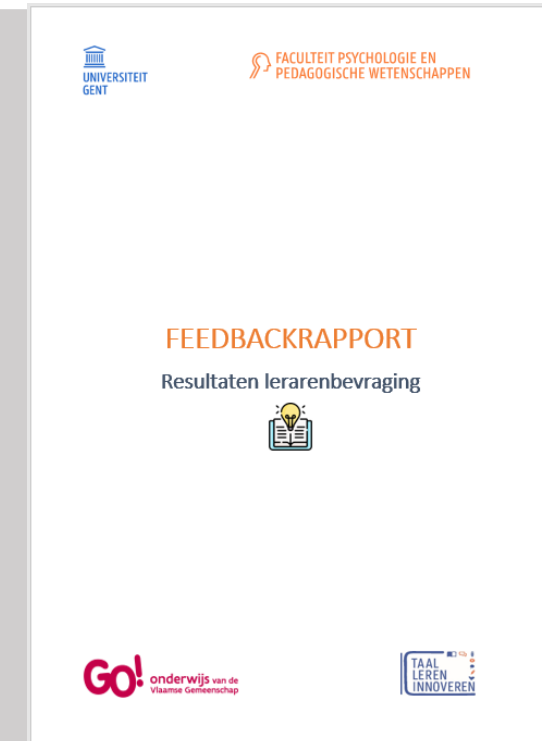 UNIVERSITEIT
GENT
FACULTEIT PSYCHOLOGIE EN
PEDAGOGISCHE WETENSCHAPPEN
FEEDBACKRAPPORT
Resultaten lerarenbevraging
GO! onderwijs van de
Vlaamse Gemeenschap
TAAL
LEREN
INNOVEREN